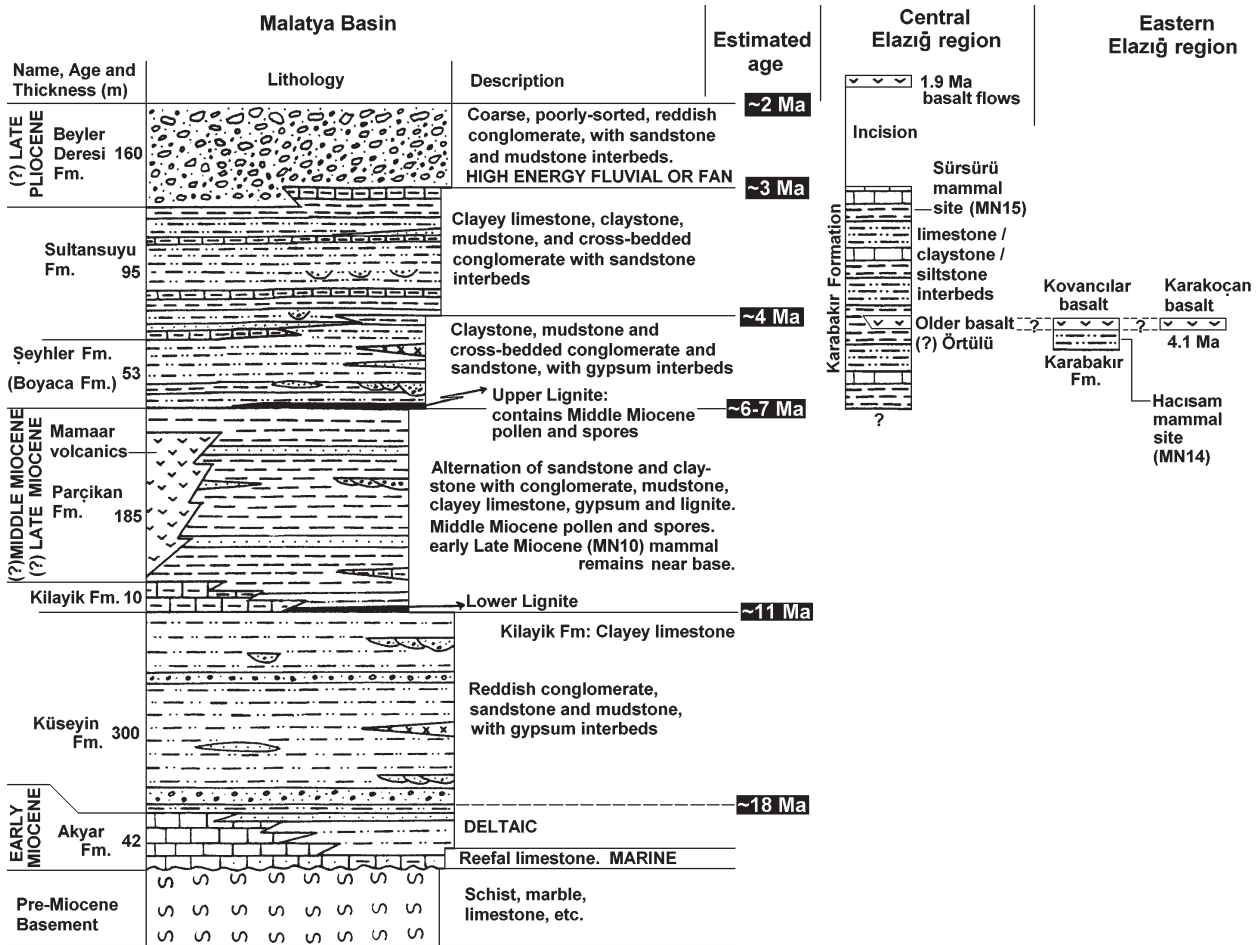 Malatya Basin
Name, Age and
Thickness (m)
Lithology
Description
Estimated
age
(?) LATE
PLIOCENE
Beyler
Deresi 160
Fm.
Coarse, poorly-sorted, reddish
conglomerate, with sandstone
and mudstone interbeds.
HIGH ENERGY FLUVIAL OR FAN
~2 Ma
~3 Ma
Sultansuyu
Fm. 95
Clayey limestone, claystone,
mudstone, and cross-bedded
conglomerate with sandstone
interbeds
~4 Ma
Şeyhler Fm.
53
(Boyaca Fm.)
Claystone, mudstone and
cross-bedded conglomerate and
sandstone, with gypsum interbeds
Upper Lignite:
contains Middle Miocene
pollen and spores
~6-7 Ma
(?)MIDDLE MIOCENE
(?) LATE MIOCENE
Mamaar
volcanics
Parçikan
Fm. 185
Alternation of sandstone and clay-
stone with conglomerate, mudstone,
clayey limestone, gypsum and lignite.
Middle Miocene pollen and spores.
early Late Miocene (MN10) mammal
remains near base.
Kilayik Fm. 10
Lower Lignite
~11 Ma
Kilayik Fm: Clayey limestone
Küseyin
Fm. 300
Reddish conglomerate,
sandstone and mudstone,
with gypsum interbeds
~18 Ma
EARLY
MIOCENE
Akyar
Fm. 42
DELTAIC
Reefal limestone. MARINE
Pre-Miocene
Basement
Schist, marble,
limestone, etc.
Central
Elazığ region
1.9 Ma
basalt flows
Incision
Karabakır Formation
Sürsürü
mammal
site (MN15)
limestone /
claystone /
siltstone
interbeds
Older basalt
(?) Örtülü
?
Eastern
Elazığ region
Kovancılar
basalt
Karakoçan
basalt
?
?
4.1 Ma
Karabakır
Fm.
Hacısam
mammal
site
(MN14)